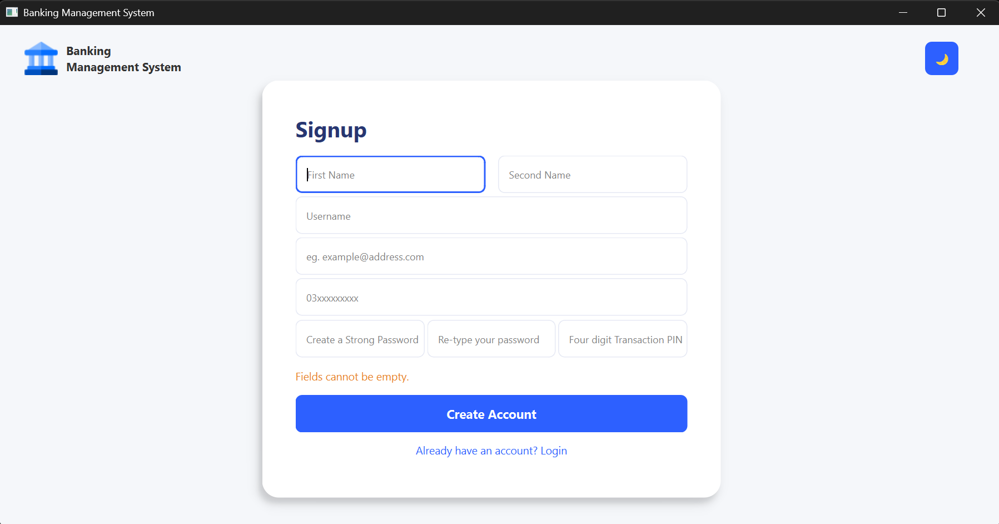 Banking Management System
Banking
Management System
Signup
First Name
Second Name
Username
eg. example@address.com
03xxxxxxxxx
Create a Strong Password
Re-type your password
Four digit Transaction PIN
Fields cannot be empty.
Create Account
Already have an account? Login